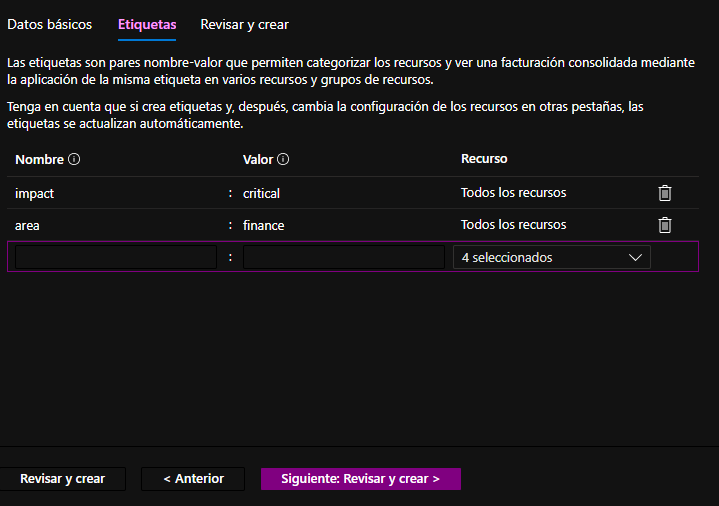 Datos básicos Etiquetas Revisar y crear
Las etiquetas son pares nombre-valor que permiten categorizar los recursos y ver una facturación consolidada mediante
la aplicación de la misma etiqueta en varios recursos y grupos de recursos.
Tenga en cuenta que si crea etiquetas y, después, cambia la configuración de los recursos en otras pestañas, las
etiquetas se actualizan automáticamente.
Nombre Valor Recurso
impact : critical Todos los recursos
area : finance Todos los recursos
: 4 seleccionados
Revisar y crear < Anterior Siguiente: Revisar y crear >